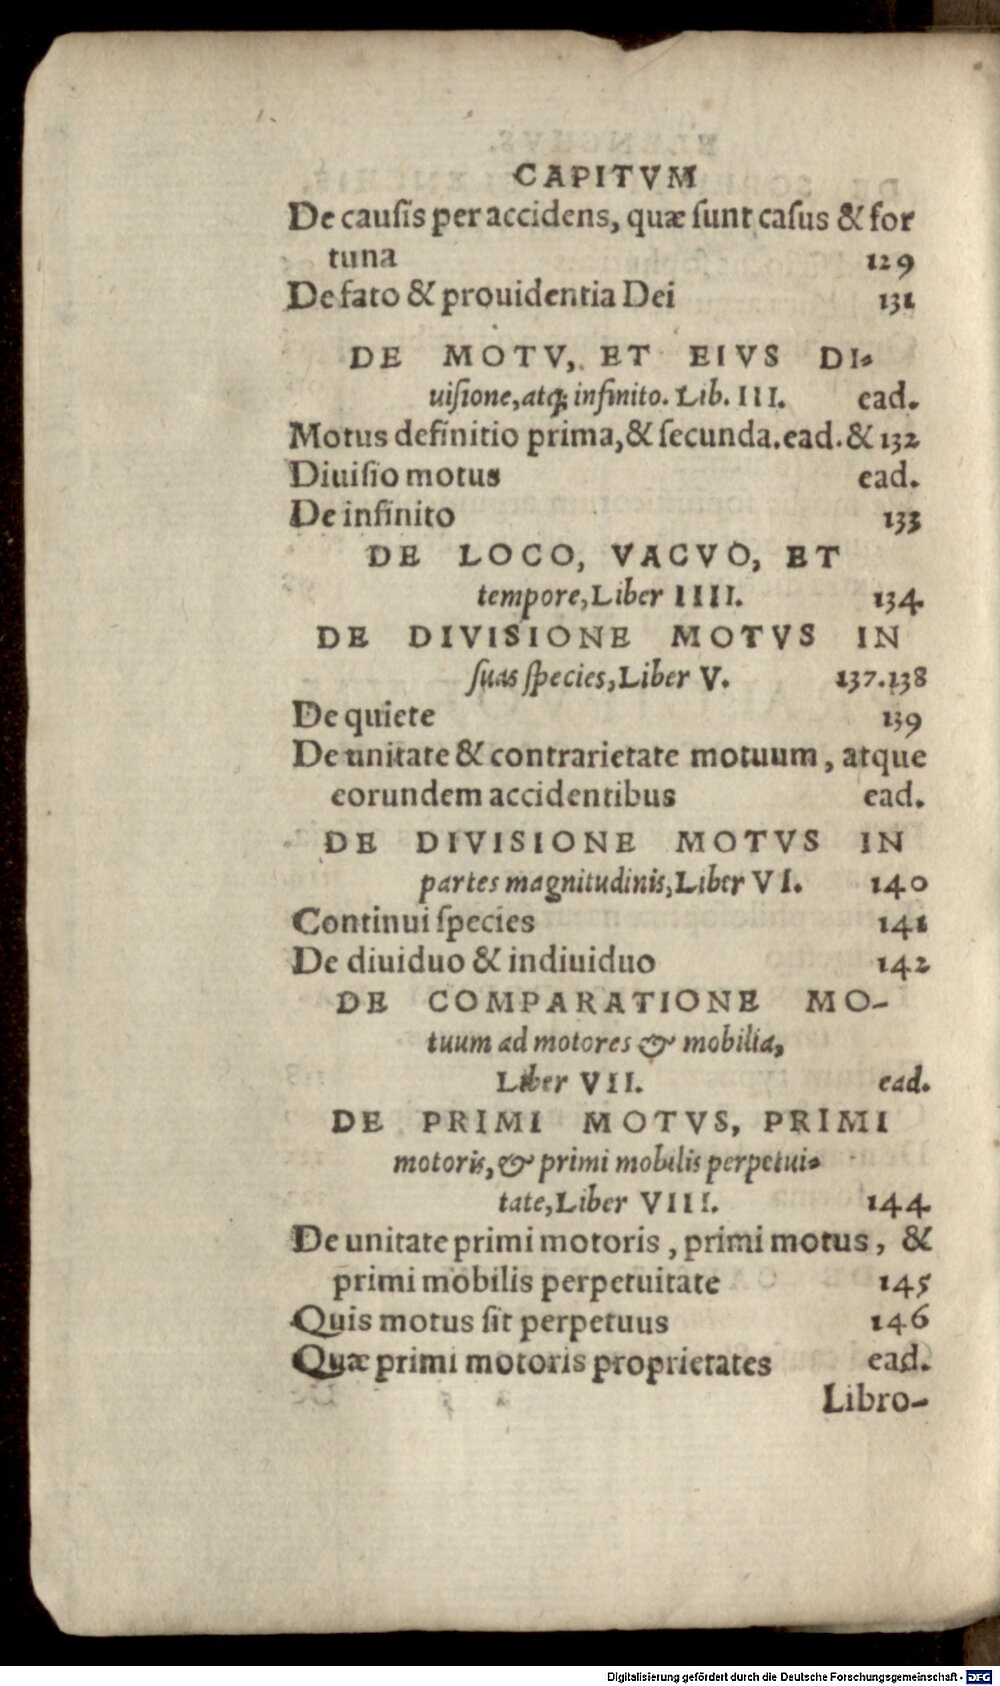 CAPITVM
De causis per accidens, quæ ſunt caſus & for
tuna 129
De fato & prouidentia Dei 131
DE MOTV, ET EIVS DI-
uiſione, atq; infinito. Lib. III. ead.
Motus definitio prima, & ſecunda. ead. & 132
Diuiſio motus ead.
De infinito 133
DE LOCO, VACVO, ET
tempore, Liber IIII. 134
DE DIVISIONE MOTVS IN
ſuas ſpecies, Liber V. 137.138
De quiete 139
De unitate & contrarietate motuum, atque
eorundem accidentibus ead.
DE DIVISIONE MOTVS IN
partes magnitudinis, Liber VI. 140
Continui ſpecies 141
De diuiduo & indiuiduo 142
DE COMPARATIONE MO-
tuum ad motores & mobilia,
Liber VII. ead.
DE PRIMI MOTVS, PRIMI
motoris, & primi mobilis perpetui-
tate, Liber VIII. 144
De unitate primi motoris, primi motus, &
primi mobilis perpetuitate 145
Quis motus ſit perpetuus 146
Quæ primi motoris proprietates ead.
Libro-
Digitalisierung gefördert durch die Deutsche Forschungsgemeinschaft - DFG